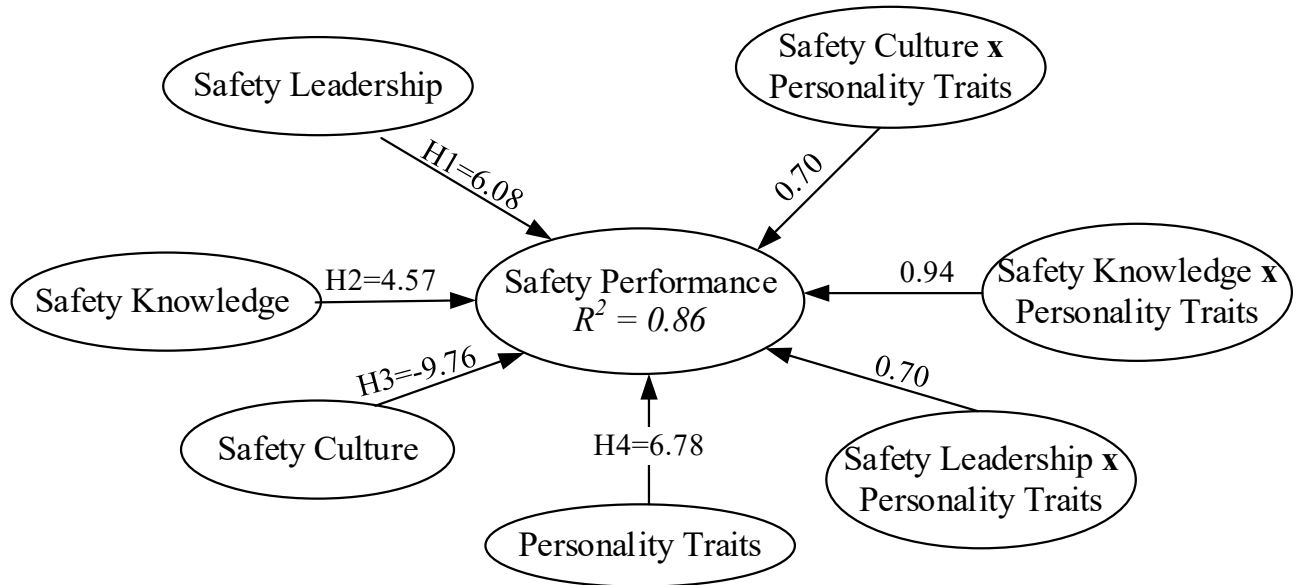 Safety Leadership
Safety Culture x
Personality Traits
H1=6.08
0.70
Safety Knowledge
H2=4.57
Safety Performance
R² = 0.86
0.94
Safety Knowledge x
Personality Traits
H3=-9.76
0.70
Safety Culture
H4=6.78
Safety Leadership x
Personality Traits
Personality Traits